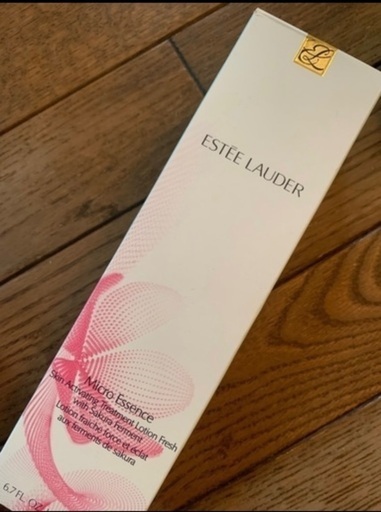 ESTĒE LAUDER
Micro Essence
Skin Activating Treatment Lotion Fresh
with Sakura Ferment
Lotion fraîche force et éclat
aux ferments de sakura
6.7 FL. OZ